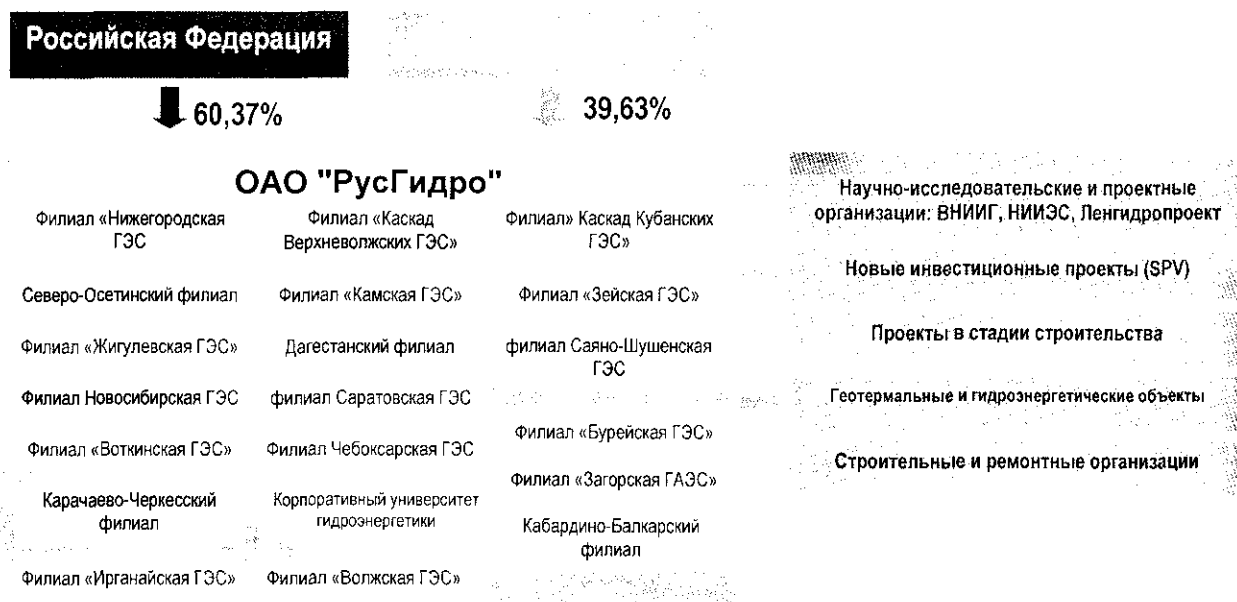 Российская Федерация
60,37%
39,63%
ОАО "РусГидро"
Филиал «Нижегородская
ГЭС
Филиал «Каскад
Верхневолжских ГЭС»
Филиал» Каскад Кубанских
ГЭС»
Северо-Осетинский филиал
Филиал «Камская ГЭС»
Филиал «Зейская ГЭС»
Филиал «Жигулевская ГЭС»
Дагестанский филиал
филиал Саяно-Шушенская
ГЭС
Филиал Новосибирская ГЭС
филиал Саратовская ГЭС
Филиал «Бурейская ГЭС»
Филиал «Воткинская ГЭС»
Филиал Чебоксарская ГЭС
Филиал «Загорская ГАЭС»
Карачаево-Черкесский
филиал
Корпоративный университет
гидроэнергетики
Кабардино-Балкарский
филиал
Филиал «Ирганайская ГЭС»
Филиал «Волжская ГЭС»
Научно-исследовательские и проектные
организации: ВНИИГ, НИИЭС, Ленгидропроект
Новые инвестиционные проекты (SPV)
Проекты в стадии строительства
Геотермальные и гидроэнергетические объекты
Строительные и ремонтные организации